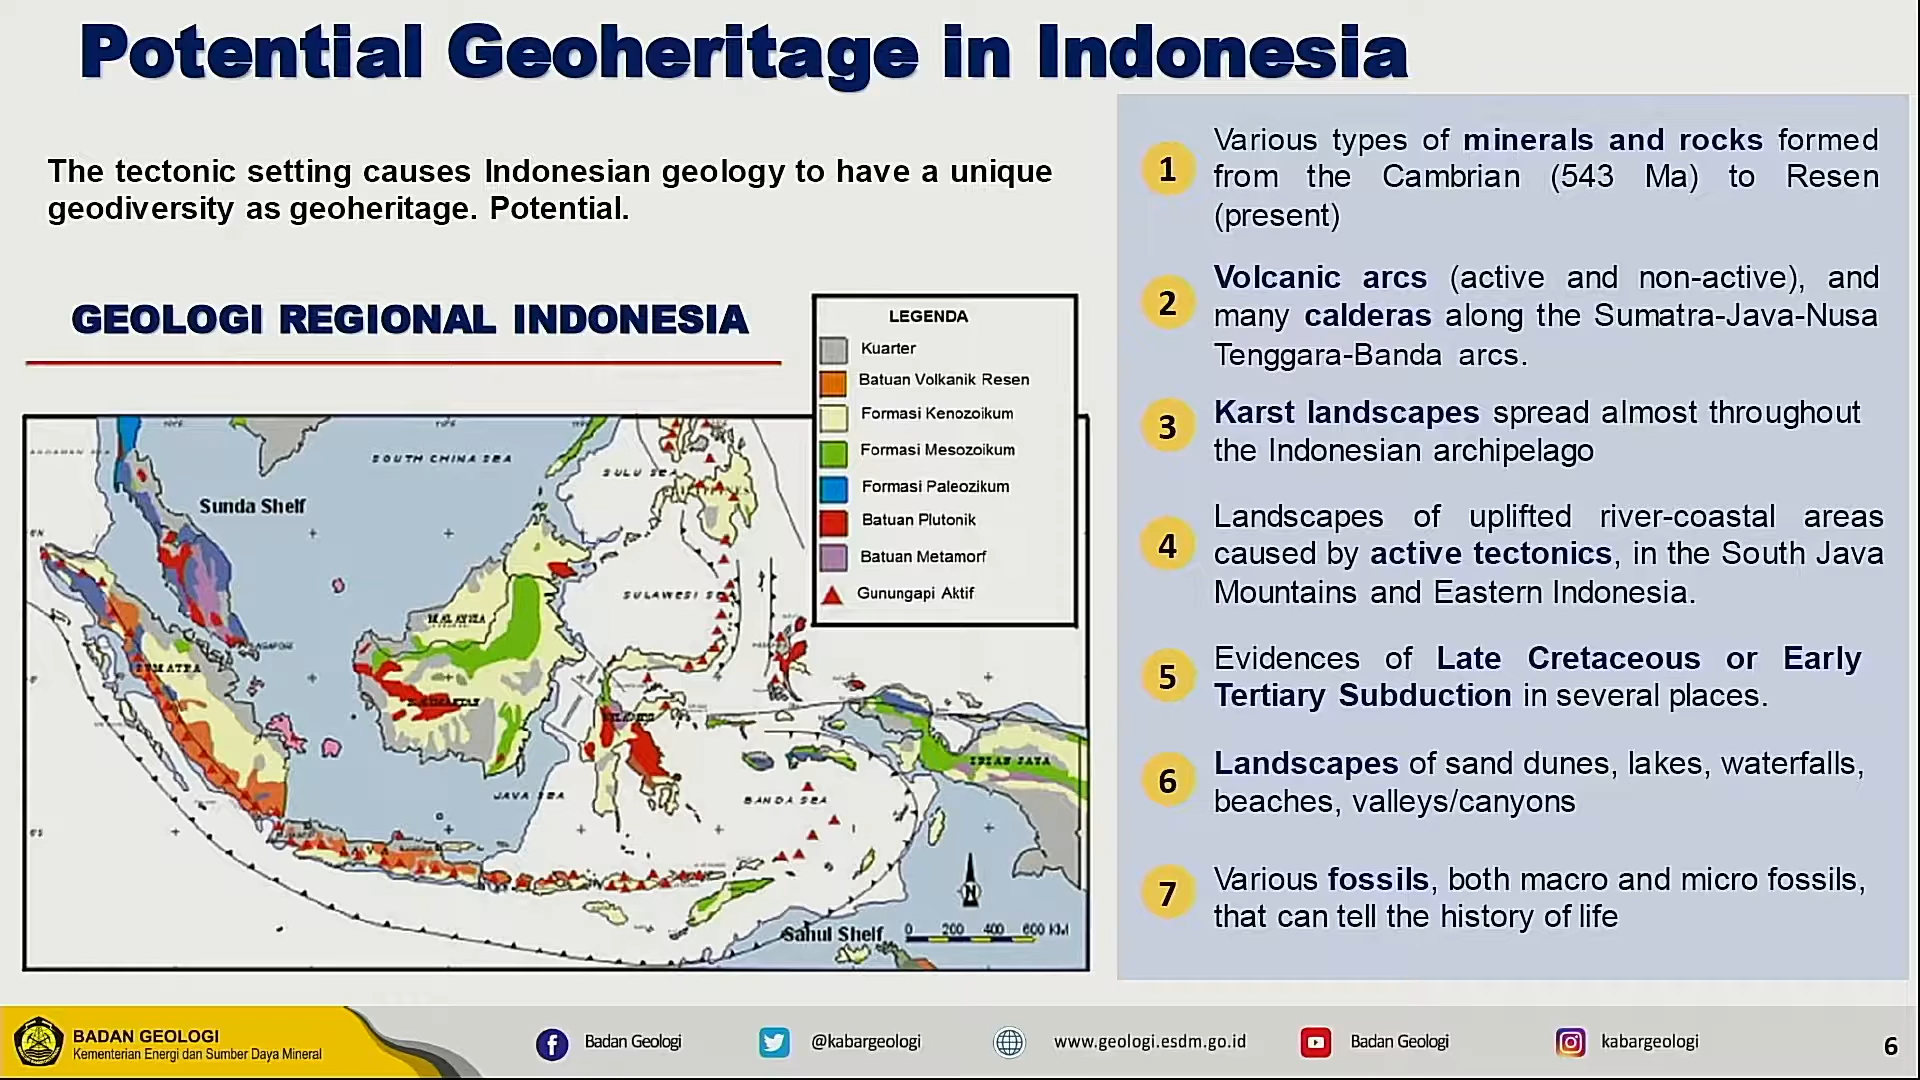 Potential Geoheritage in Indonesia
The tectonic setting causes Indonesian geology to have a unique
geodiversity as geoheritage. Potential.
GEOLOGI REGIONAL INDONESIA
LEGENDA
Kuarter
Batuan Volkanik Resen
Formasi Kenozoikum
Formasi Mesozoikum
Formasi Paleozikum
Batuan Plutonik
Batuan Metamorf
Gunungapi Aktif
SOUTH CHINA SEA
SULU SEA
Sunda Shelf
SULAWESI SEA
MALAYSIA
SUMATRA
IRIAN JAYA
JAVA SEA
BANDA SEA
N
Sahul Shelf
0 200 400 600 KM
1
Various types of minerals and rocks formed
from the Cambrian (543 Ma) to Resen
(present)
2
Volcanic arcs (active and non-active), and
many calderas along the Sumatra-Java-Nusa
Tenggara-Banda arcs.
3
Karst landscapes spread almost throughout
the Indonesian archipelago
4
Landscapes of uplifted river-coastal areas
caused by active tectonics, in the South Java
Mountains and Eastern Indonesia.
5
Evidences of Late Cretaceous or Early
Tertiary Subduction in several places.
6
Landscapes of sand dunes, lakes, waterfalls,
beaches, valleys/canyons
7
Various fossils, both macro and micro fossils,
that can tell the history of life
BADAN GEOLOGI
Kementerian Energi dan Sumber Daya Mineral
Badan Geologi
@kabargeologi
www.geologi.esdm.go.id
Badan Geologi
kabargeologi
6